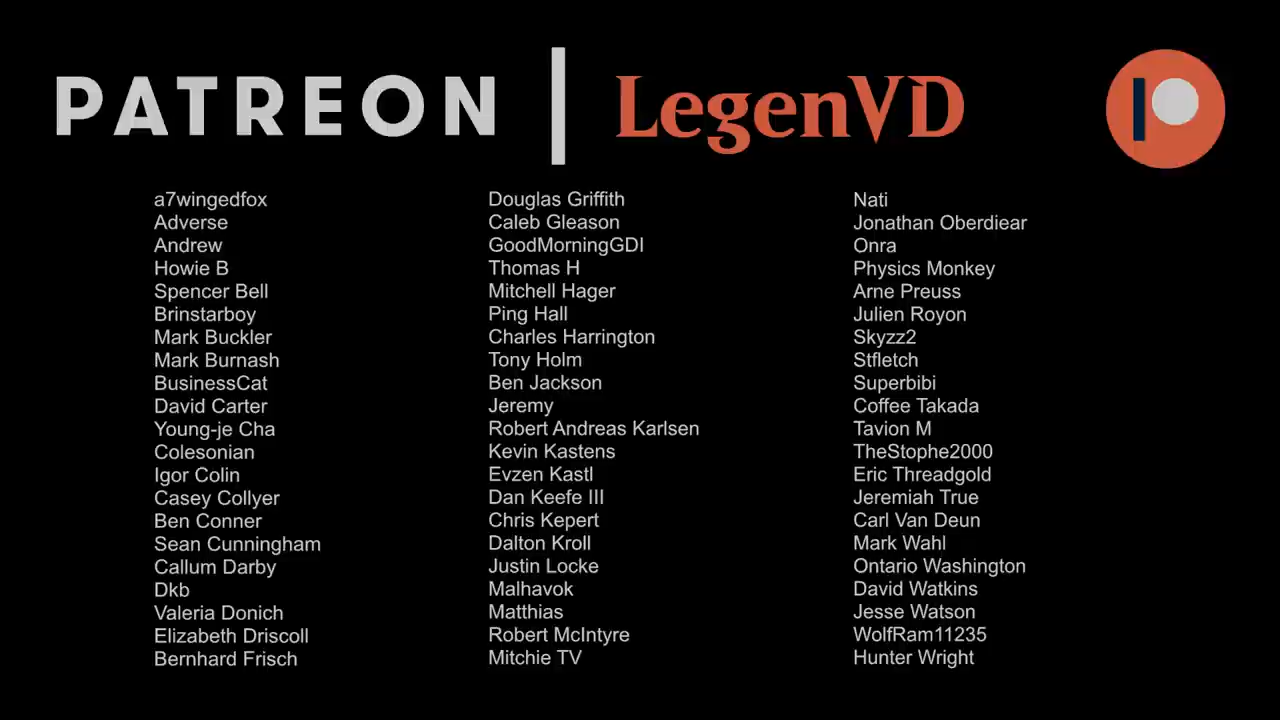 PATREON | LegenVD
a7wingedfox
Adverse
Andrew
Howie B
Spencer Bell
Brinstarboy
Mark Buckler
Mark Burnash
BusinessCat
David Carter
Young-je Cha
Colesonian
Igor Colin
Casey Collyer
Ben Conner
Sean Cunningham
Callum Darby
Dkb
Valeria Donich
Elizabeth Driscoll
Bernhard Frisch
Douglas Griffith
Caleb Gleason
GoodMorningGDI
Thomas H
Mitchell Hager
Ping Hall
Charles Harrington
Tony Holm
Ben Jackson
Jeremy
Robert Andreas Karlsen
Kevin Kastens
Evzen Kastl
Dan Keefe III
Chris Kepert
Dalton Kroll
Justin Locke
Malhavok
Matthias
Robert McIntyre
Mitchie TV
Nati
Jonathan Oberdiear
Onra
Physics Monkey
Arne Preuss
Julien Royon
Skyzz2
Stfletch
Superbibi
Coffee Takada
Tavion M
TheStophe2000
Eric Threadgold
Jeremiah True
Carl Van Deun
Mark Wahl
Ontario Washington
David Watkins
Jesse Watson
WolfRam11235
Hunter Wright